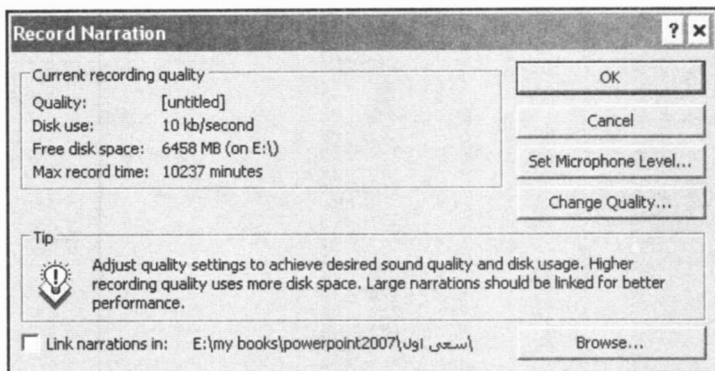 Record Narration
Current recording quality
Quality: [untitled]
Disk use: 10 kb/second
Free disk space: 6458 MB (on E:\)
Max record time: 10237 minutes
OK
Cancel
Set Microphone Level...
Change Quality...
Tip
Adjust quality settings to achieve desired sound quality and disk usage. Higher
recording quality uses more disk space. Large narrations should be linked for better
performance.
Link narrations in: E:\my books\powerpoint2007\سعی اول\
Browse...